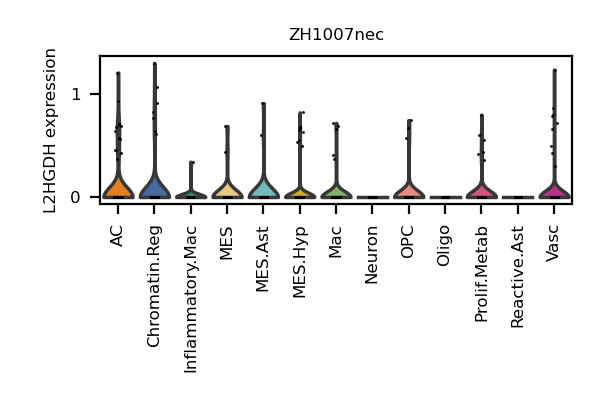 ZH1007nec
L2HGDH expression
1
0
AC
Chromatin.Reg
Inflammatory.Mac
MES
MES.Ast
MES.Hyp
Mac
Neuron
OPC
Oligo
Prolif.Metab
Reactive.Ast
Vasc